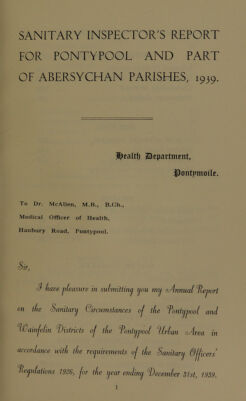 SANITARY INSPECTOR'S REPORT
FOR PONTYPOOL AND PART
OF ABERSYCHAN PARISHES, 1939.
Health Department,
Pontymoile.
To Dr. McAllen, M.B., B.Ch.,
Medical Officer of Health,
Hanbury Road, Pontypool.
Sir,
I have pleasure in submitting you my Annual Report
on the Sanitary Circumstances of the Pontypool and
Wainfelin Districts of the Pontypool Urban Area in
accordance with the requirements of the Sanitary Officers'
Regulations 1926, for the year ending December 31st, 1939.
1